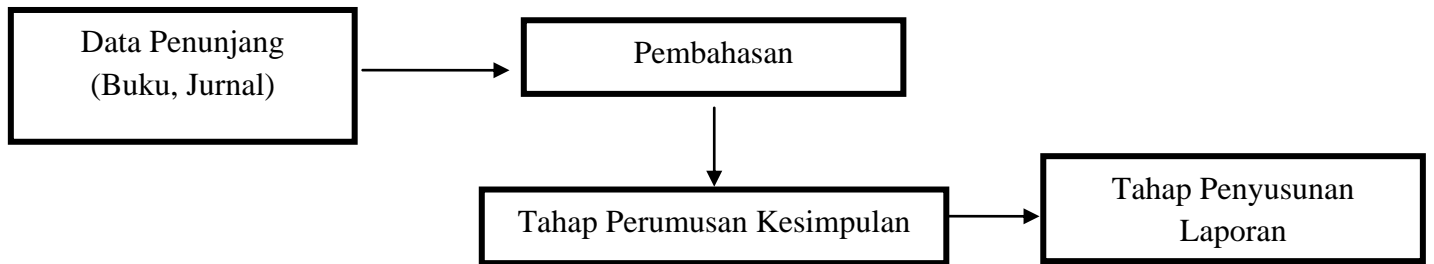 Data Penunjang
(Buku, Jurnal)
Pembahasan
Tahap Perumusan Kesimpulan
Tahap Penyusunan
Laporan